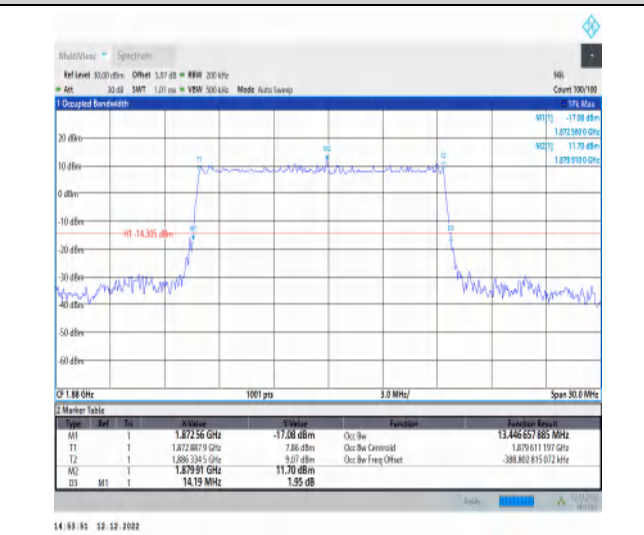 MultiView Spectrum
Ref Level 30.00 dBm Offset 5.37 dB RBW 200 kHz SGL
Att 30 dB SWT 1.01 ms VBW 500 kHz Mode Auto Sweep Count 100/100
1 Occupied Bandwidth 1Pk Max
M1[1] -17.08 dBm
1.872 560 0 GHz
M2[1] 11.70 dBm
1.879 910 0 GHz
20 dBm
T1 M2 T2
10 dBm
0 dBm
-10 dBm
H1 -14.305 dBm M1 D3
-20 dBm
-30 dBm
-40 dBm
-50 dBm
-60 dBm
CF 1.88 GHz 1001 pts 3.0 MHz/ Span 30.0 MHz
2 Marker Table
Type Ref Trc X-Value Y-Value Function Function Result
M1 1 1.872 56 GHz -17.08 dBm Occ Bw 13.446 657 885 MHz
T1 1 1.872 887 9 GHz 7.86 dBm Occ Bw Centroid 1.879 611 197 GHz
T2 1 1.886 334 5 GHz 9.07 dBm Occ Bw Freq Offset -388.802 815 072 kHz
M2 1 1.879 91 GHz 11.70 dBm
D3 M1 1 14.19 MHz 1.95 dB
14:53:51 12.12.2022